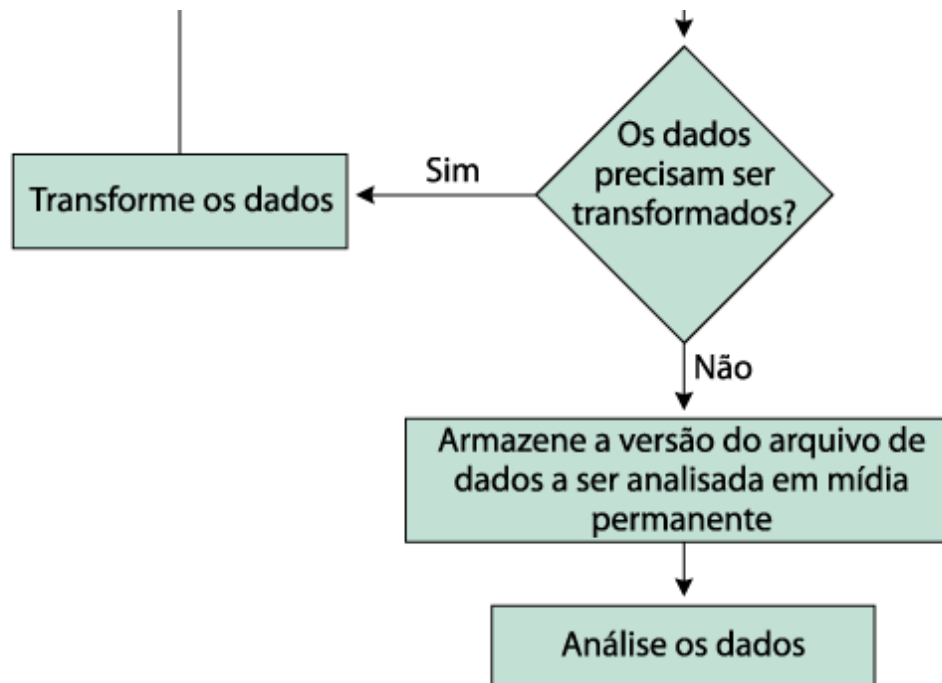 Os dados
precisam ser
transformados?
Sim
Transforme os dados
Não
Armazene a versão do arquivo de
dados a ser analisada em mídia
permanente
Análise os dados